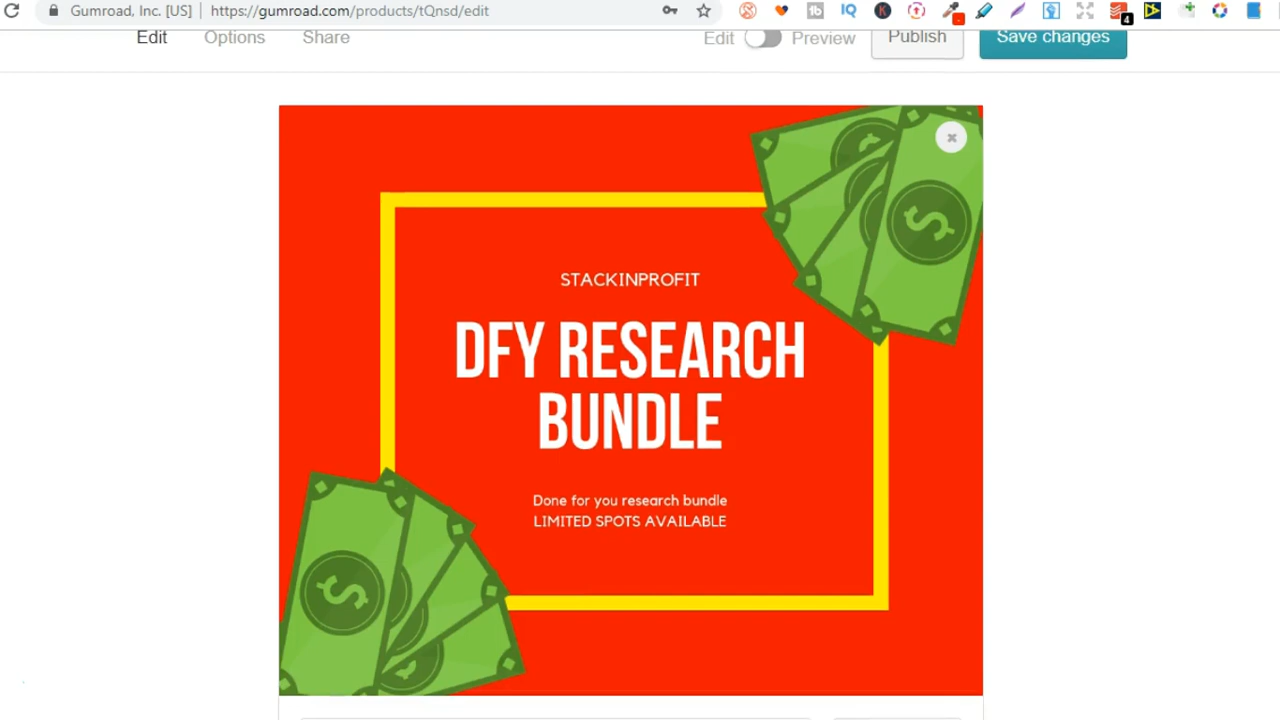 Gumroad, Inc. [US] https://gumroad.com/products/tQnsd/edit
Edit Options Share Edit Preview Publish Save changes
STACKINPROFIT
DFY RESEARCH
BUNDLE
Done for you research bundle
LIMITED SPOTS AVAILABLE